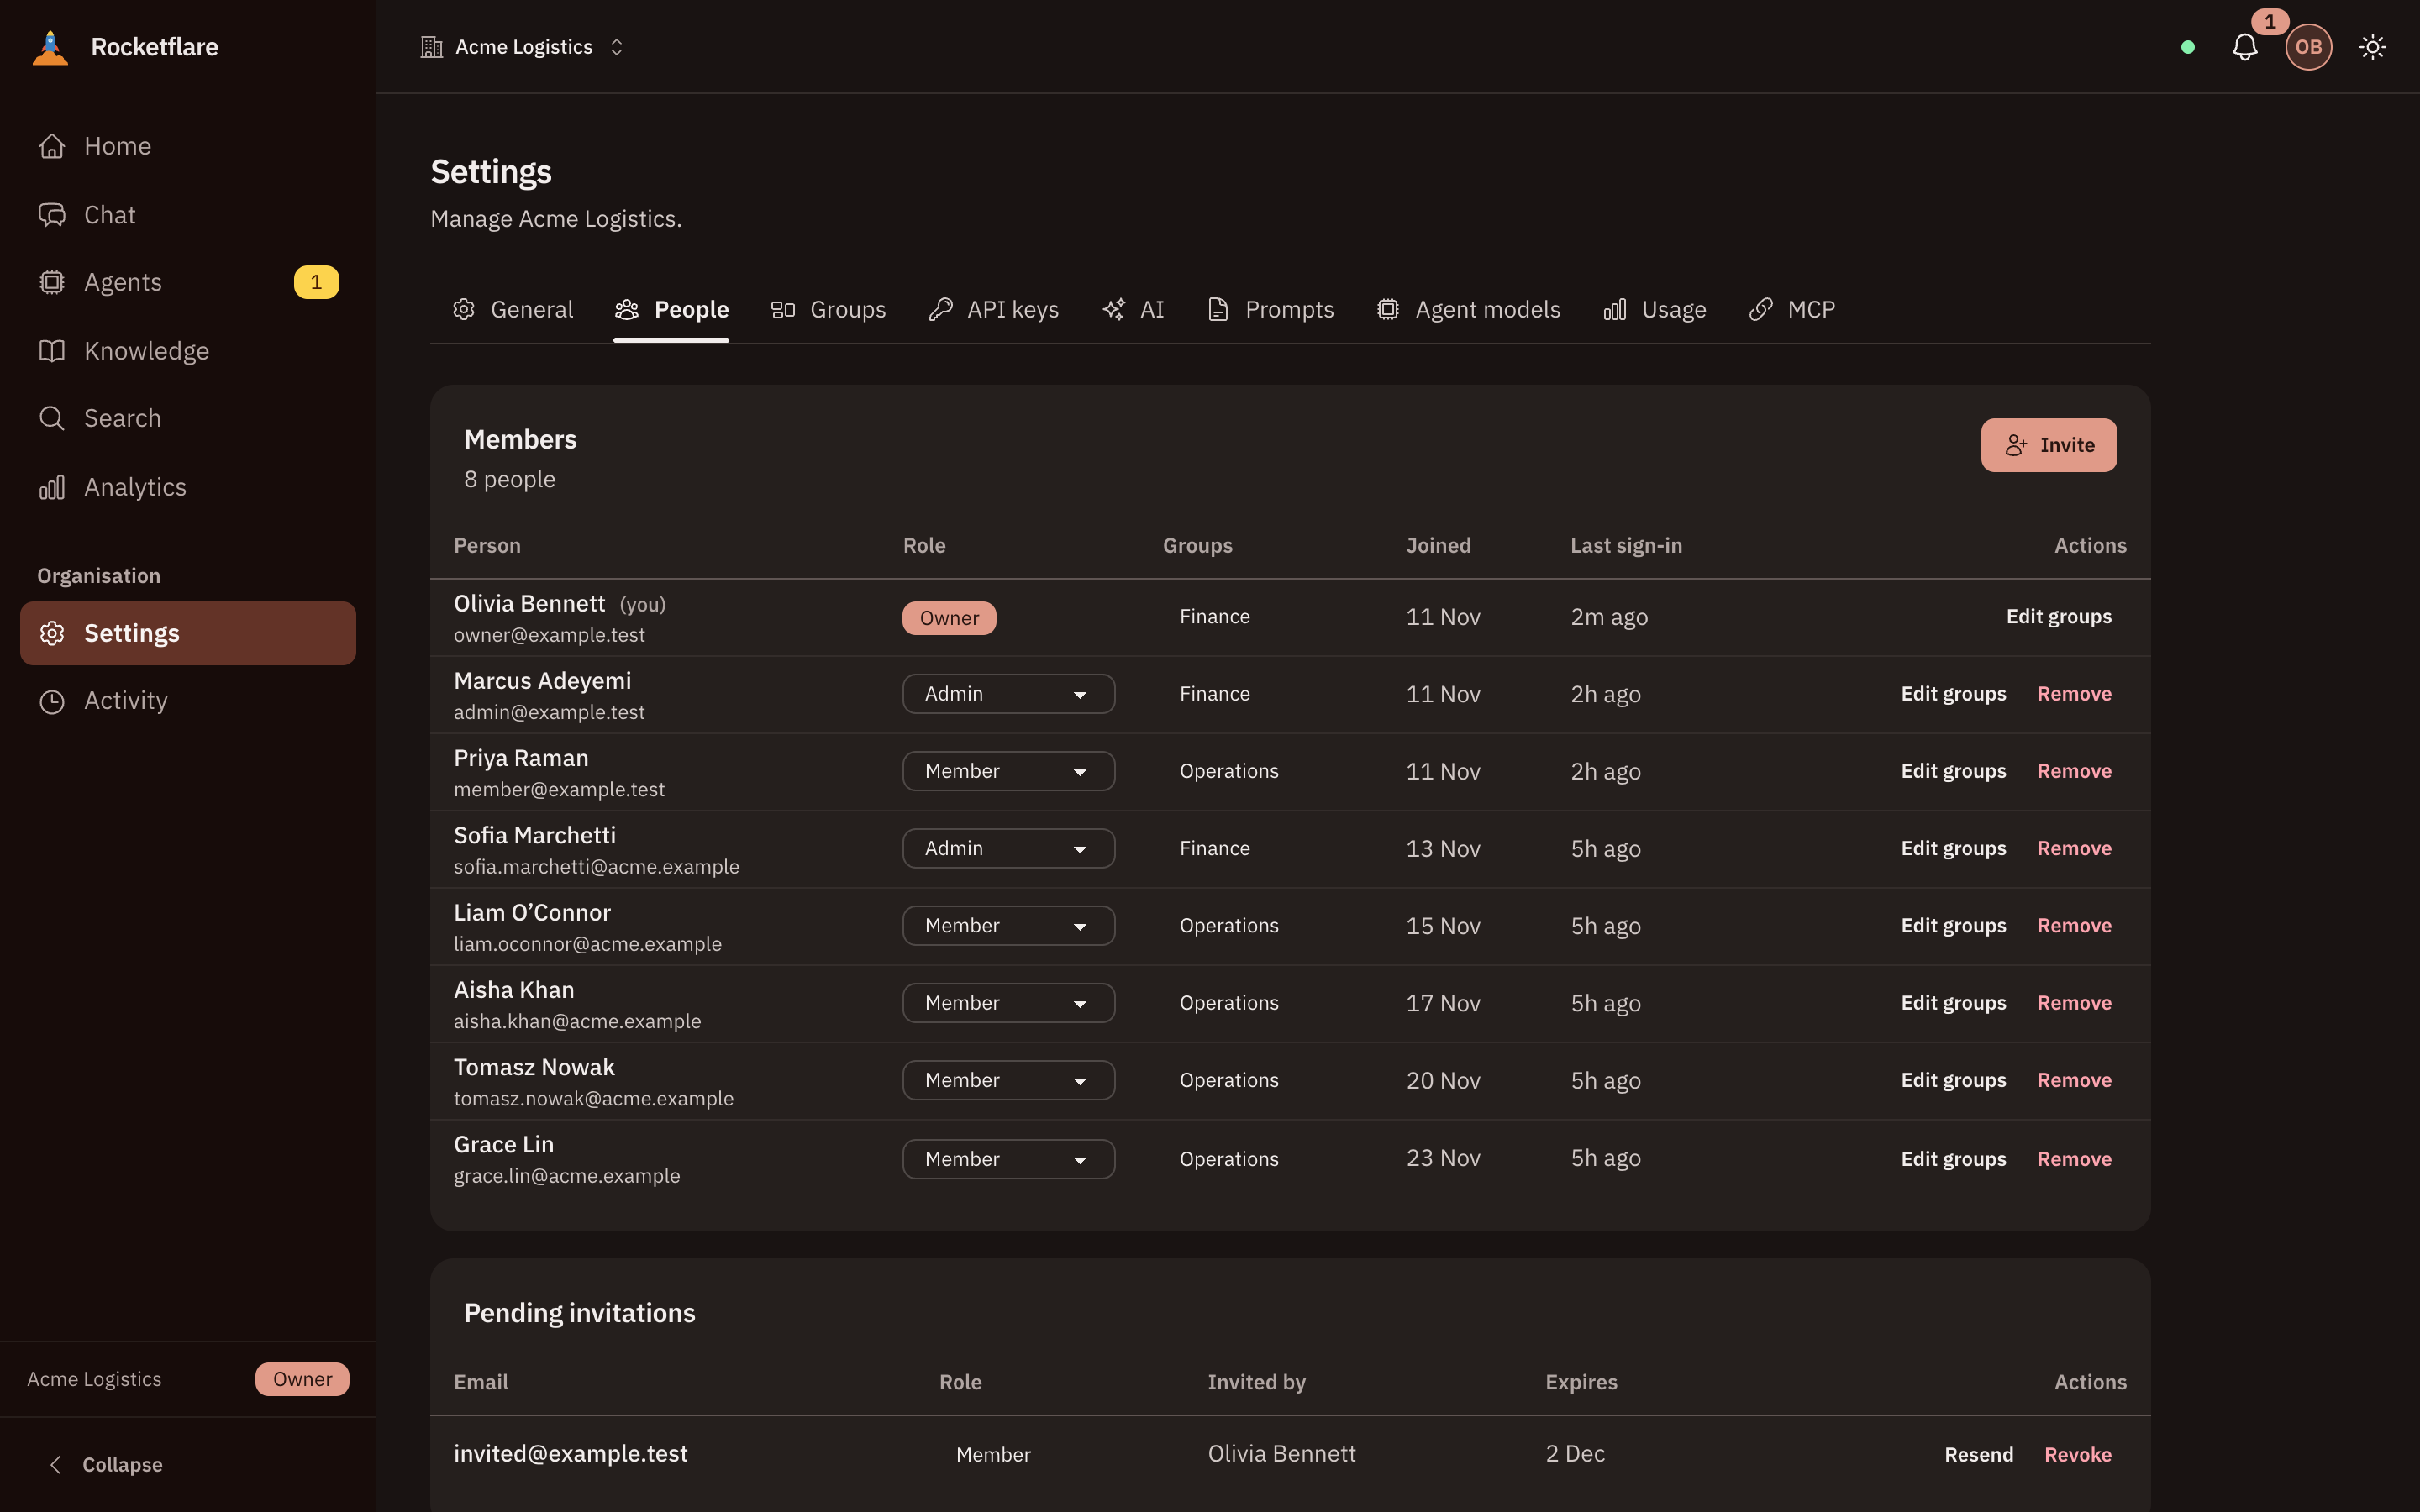 Rocketflare
Acme Logistics
1
OB
Home
Chat
Agents 1
Knowledge
Search
Analytics
Organisation
Settings
Activity
Acme Logistics Owner
Collapse
Settings
Manage Acme Logistics.
General People Groups API keys AI Prompts Agent models Usage MCP
Members
8 people
Invite
Person Role Groups Joined Last sign-in Actions
Olivia Bennett (you)
owner@example.test
Owner Finance 11 Nov 2m ago Edit groups
Marcus Adeyemi
admin@example.test
Admin Finance 11 Nov 2h ago Edit groups Remove
Priya Raman
member@example.test
Member Operations 11 Nov 2h ago Edit groups Remove
Sofia Marchetti
sofia.marchetti@acme.example
Admin Finance 13 Nov 5h ago Edit groups Remove
Liam O’Connor
liam.oconnor@acme.example
Member Operations 15 Nov 5h ago Edit groups Remove
Aisha Khan
aisha.khan@acme.example
Member Operations 17 Nov 5h ago Edit groups Remove
Tomasz Nowak
tomasz.nowak@acme.example
Member Operations 20 Nov 5h ago Edit groups Remove
Grace Lin
grace.lin@acme.example
Member Operations 23 Nov 5h ago Edit groups Remove
Pending invitations
Email Role Invited by Expires Actions
invited@example.test Member Olivia Bennett 2 Dec Resend Revoke